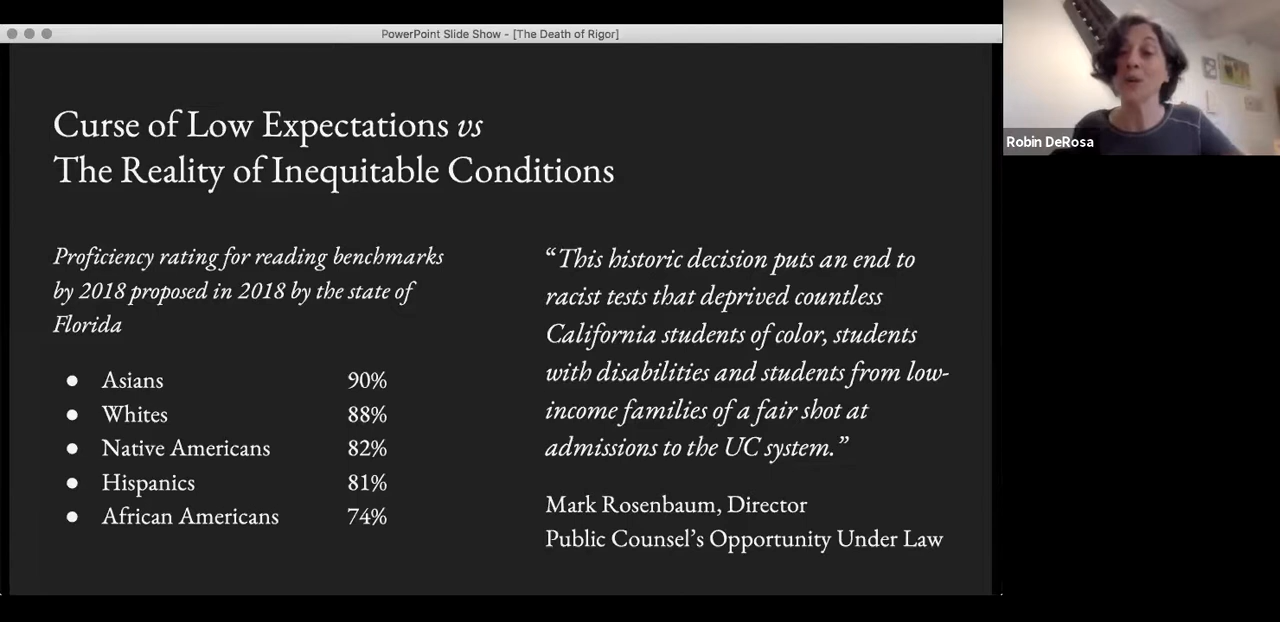 PowerPoint Slide Show - [The Death of Rigor]
Curse of Low Expectations vs
The Reality of Inequitable Conditions
Proficiency rating for reading benchmarks
by 2018 proposed in 2018 by the state of
Florida
● Asians 90%
● Whites 88%
● Native Americans 82%
● Hispanics 81%
● African Americans 74%
“This historic decision puts an end to
racist tests that deprived countless
California students of color, students
with disabilities and students from low-
income families of a fair shot at
admissions to the UC system.”
Mark Rosenbaum, Director
Public Counsel’s Opportunity Under Law
Robin DeRosa